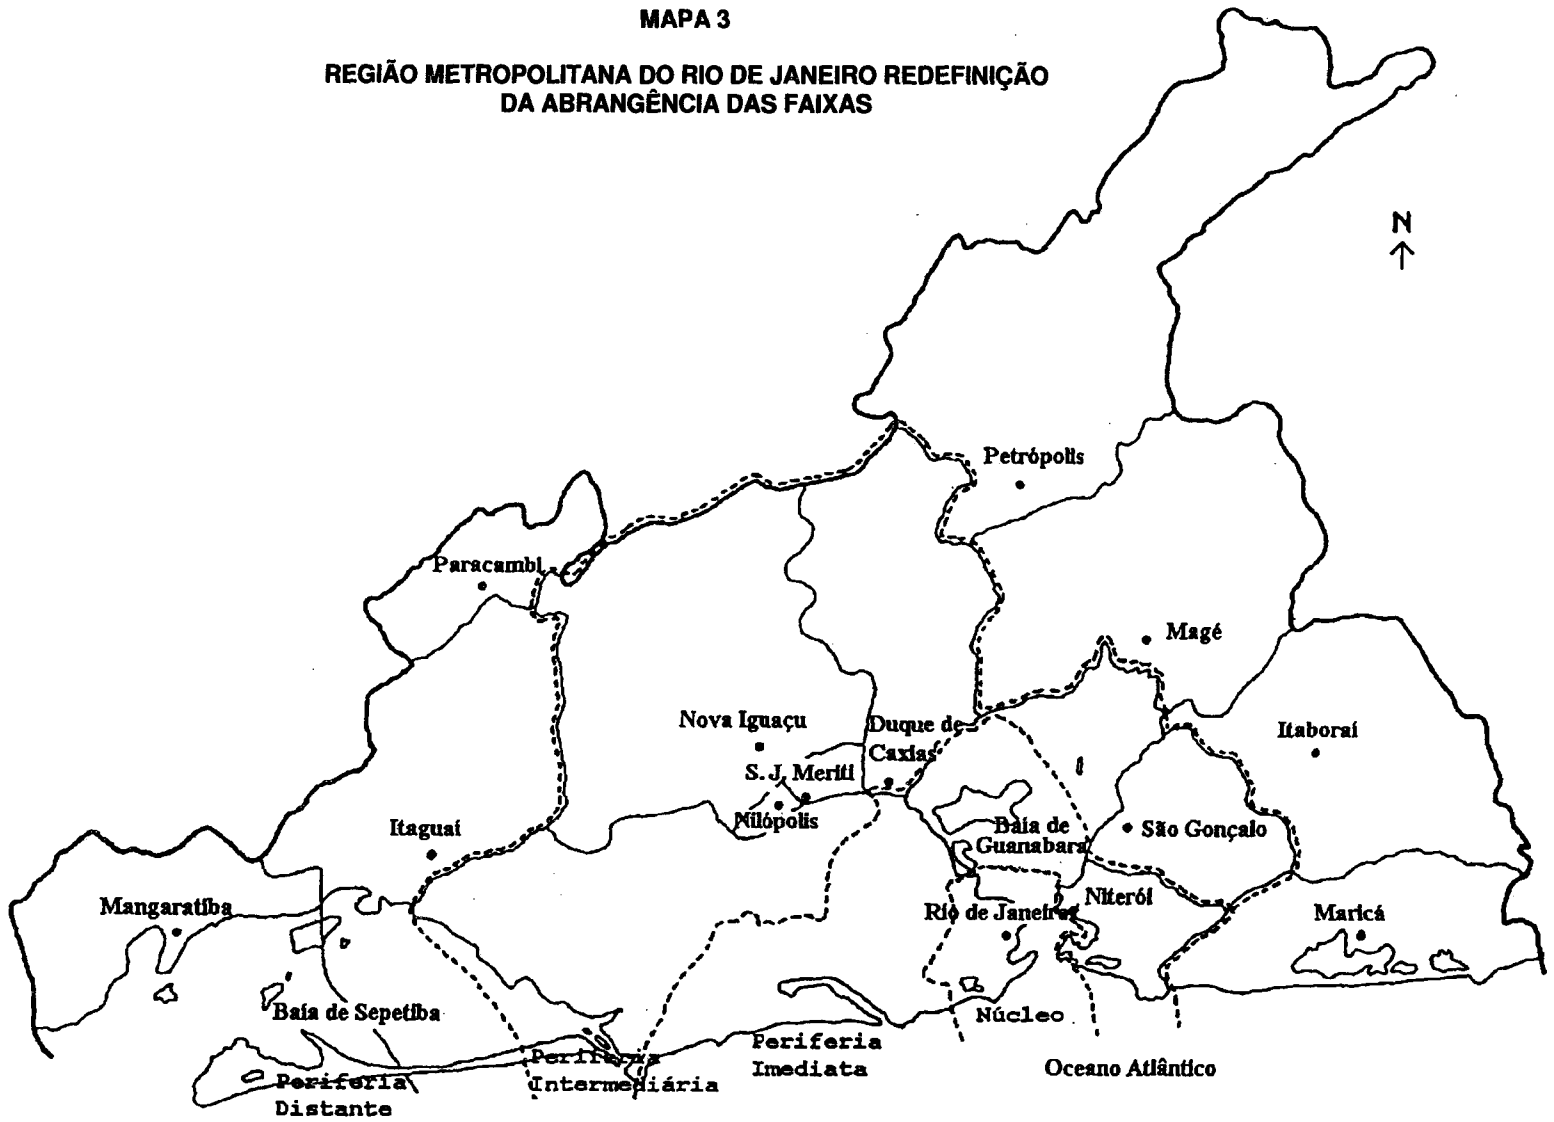 MAPA 3
REGIÃO METROPOLITANA DO RIO DE JANEIRO REDEFINIÇÃO
DA ABRANGÊNCIA DAS FAIXAS
N
Petrópolis
Paracambi
Magé
Nova Iguaçu
Duque de
Caxias
Itaboraí
S. J. Meriti
Nilópolis
Itaguaí
Baía de
Guanabara
São Gonçalo
Mangaratiba
Rio de Janeiro
Niterói
Maricá
Baía de Sepetiba
Núcleo
Periferia
Imediata
Periferia
Intermediária
Oceano Atlântico
Periferia
Distante